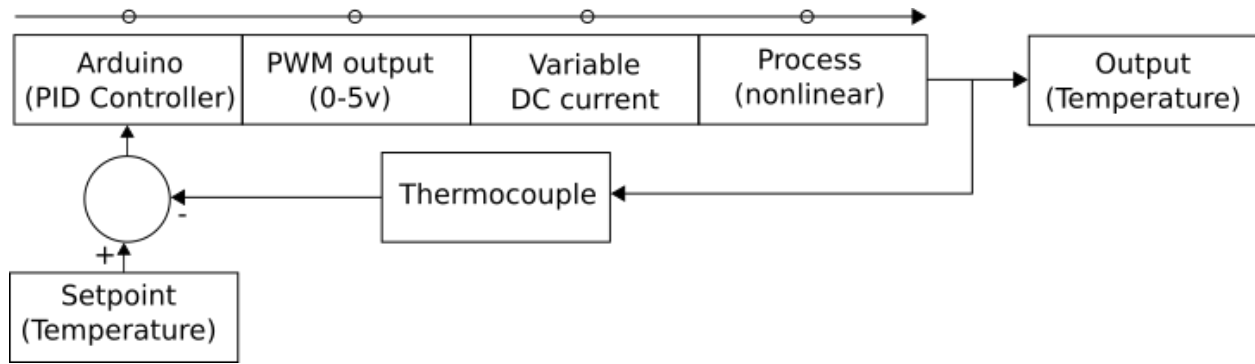 Arduino
(PID Controller)
PWM output
(0-5v)
Variable
DC current
Process
(nonlinear)
Output
(Temperature)
Thermocouple
-
+
Setpoint
(Temperature)